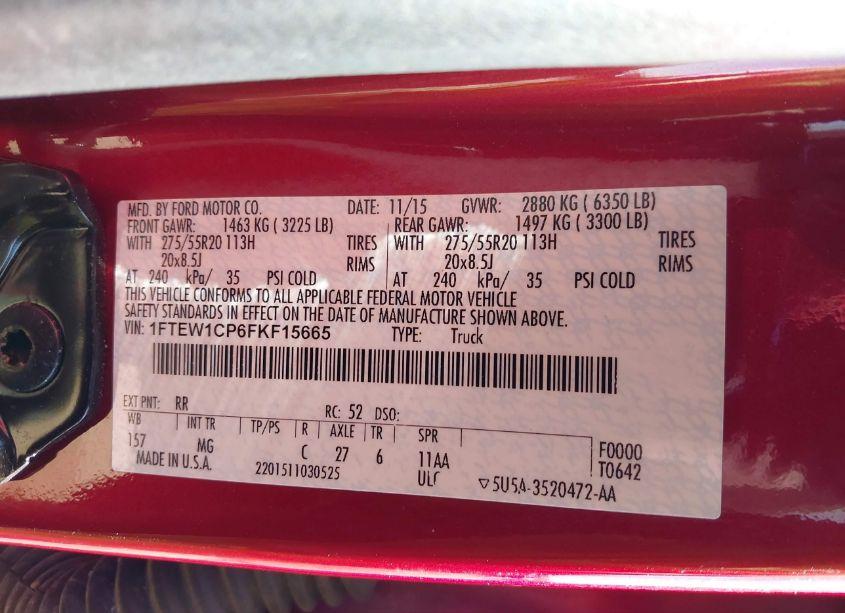 MFD. BY FORD MOTOR CO. DATE: 11/15 GVWR: 2880 KG ( 6350 LB)
FRONT GAWR: 1463 KG ( 3225 LB) REAR GAWR: 1497 KG ( 3300 LB)
WITH 275/55R20 113H TIRES WITH 275/55R20 113H TIRES
20x8.5J RIMS 20x8.5J RIMS
AT 240 kPa/ 35 PSI COLD AT 240 kPa/ 35 PSI COLD
THIS VEHICLE CONFORMS TO ALL APPLICABLE FEDERAL MOTOR VEHICLE
SAFETY STANDARDS IN EFFECT ON THE DATE OF MANUFACTURE SHOWN ABOVE.
VIN: 1FTEW1CP6FKF15665 TYPE: Truck
EXT PNT: RR RC: 52 DSO:
WB INT TR TP/PS R AXLE TR SPR
157 MG C 27 6 11AA F0000
MADE IN U.S.A. 2201511030525 ULC T0642
▽5U5A-3520472-AA